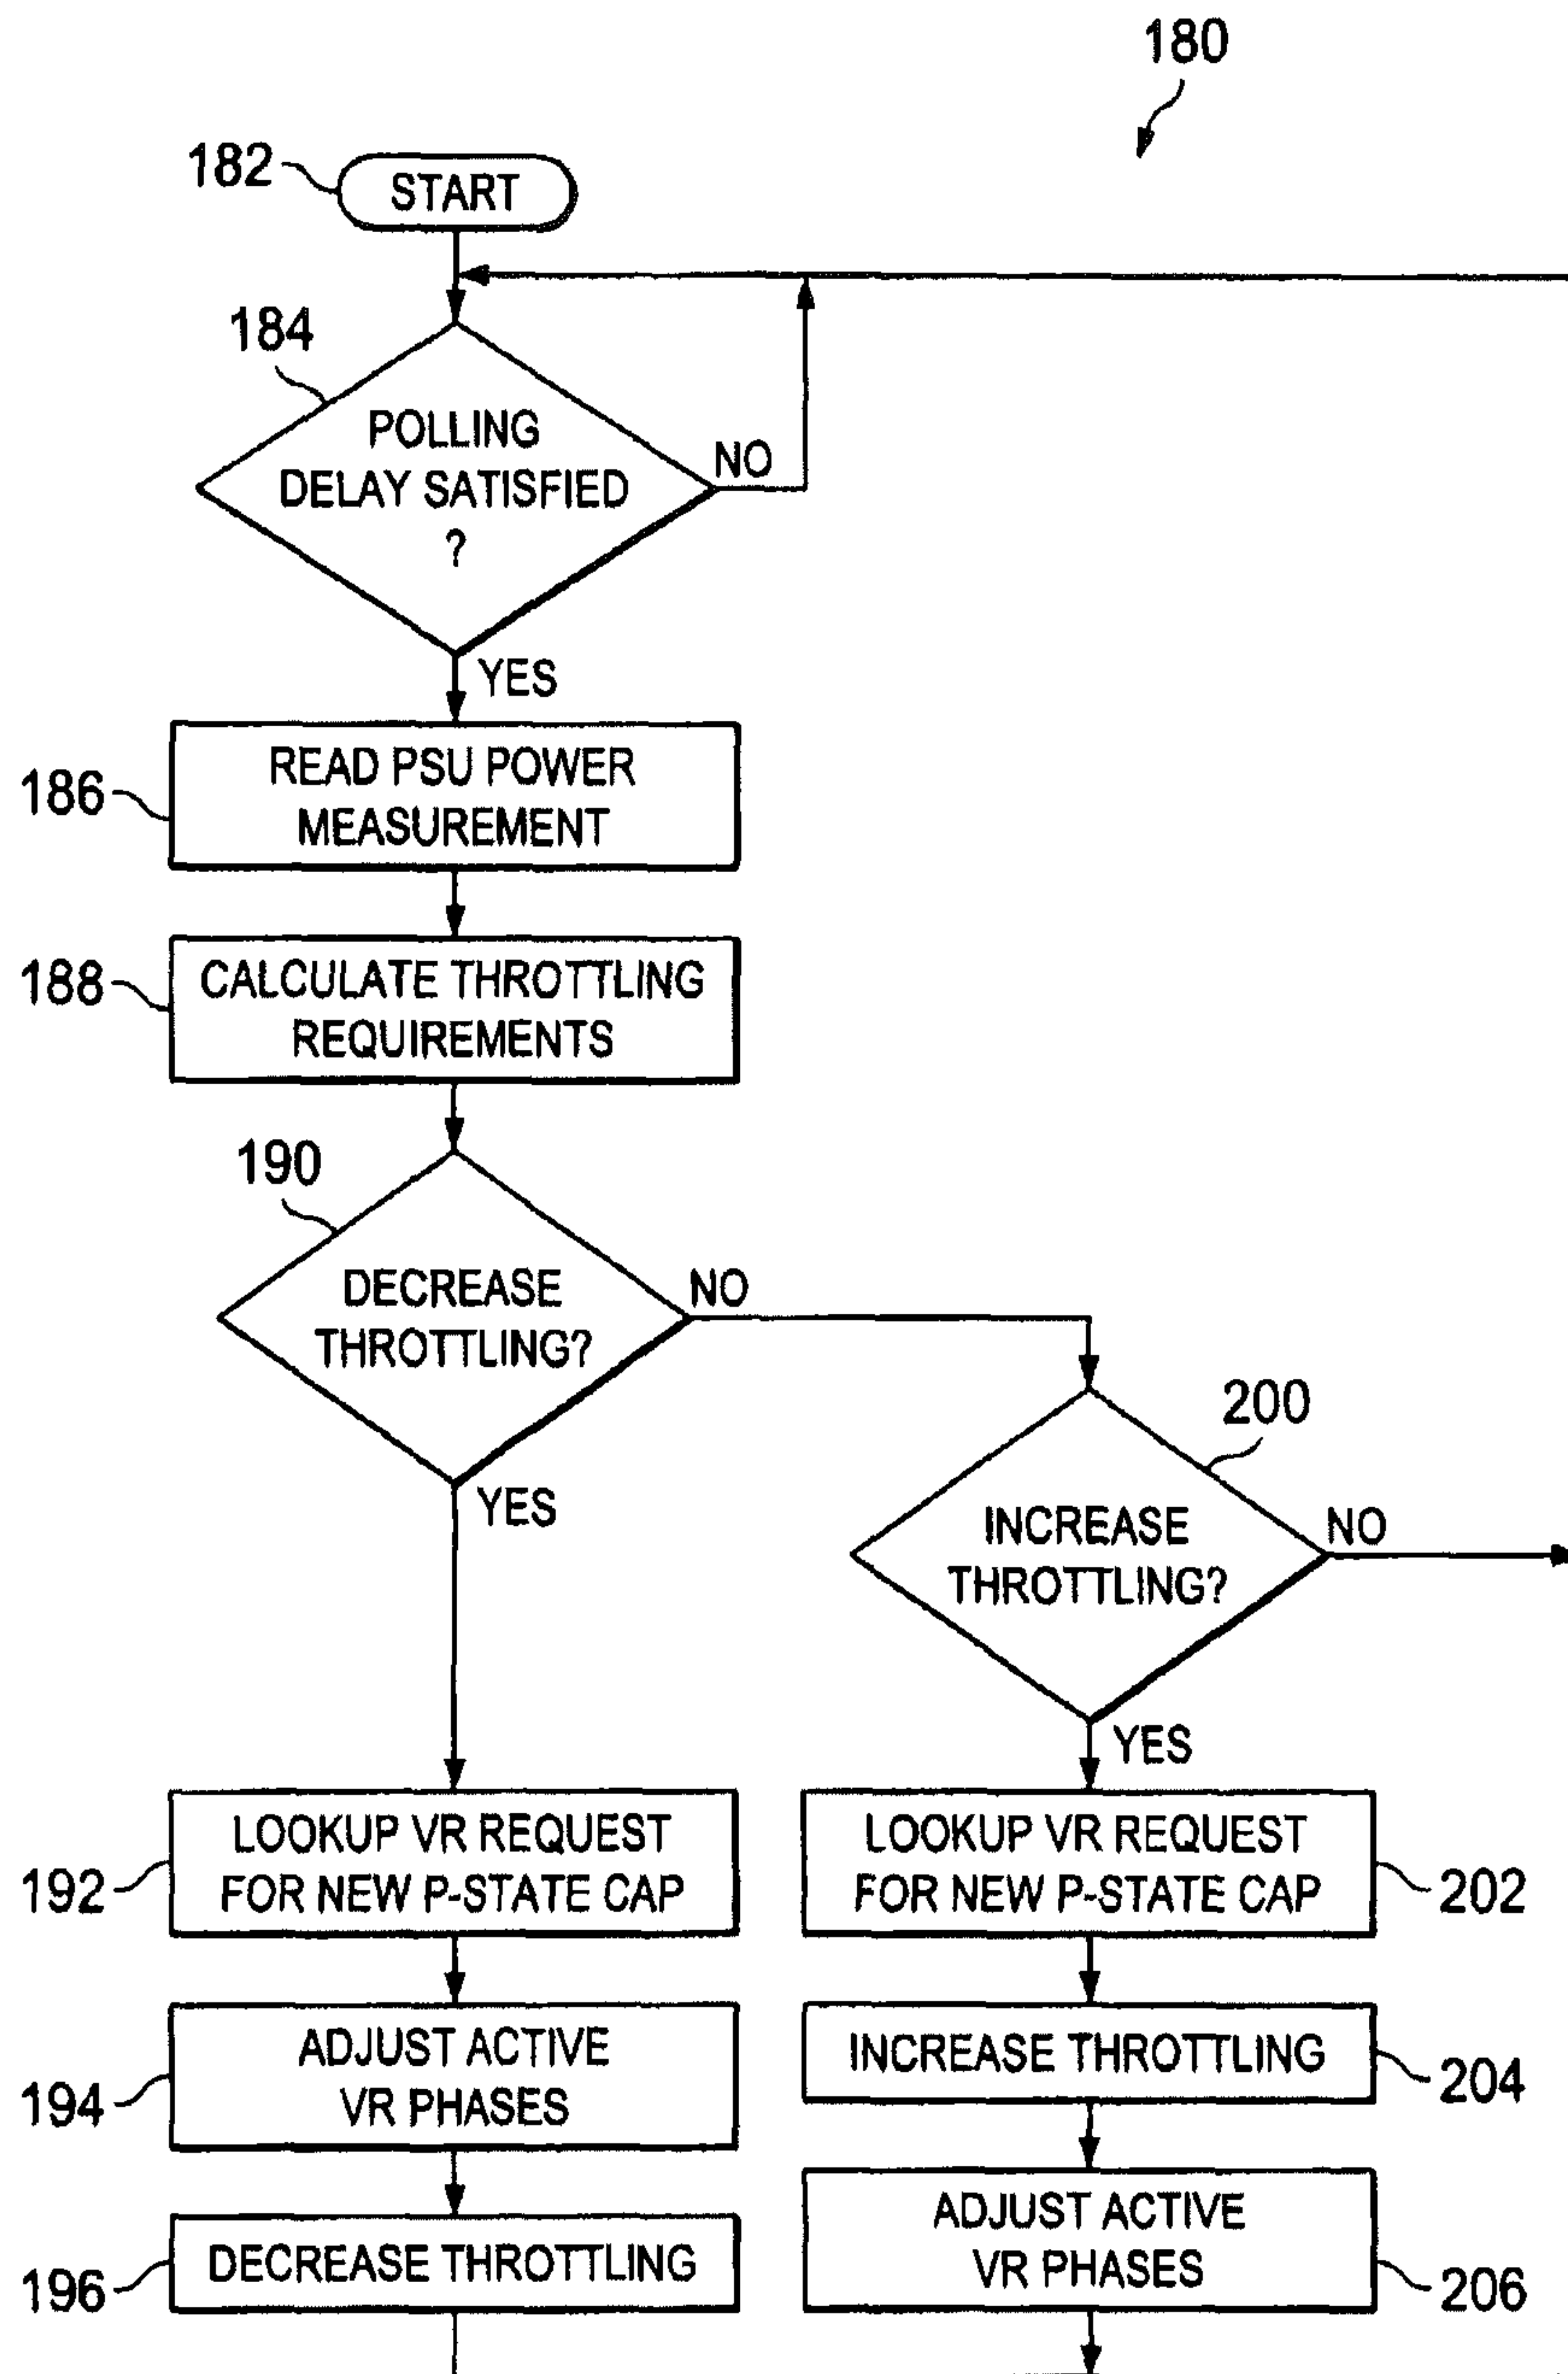 180
182
START
184
POLLING
DELAY SATISFIED
?
NO
YES
186
READ PSU POWER
MEASUREMENT
188
CALCULATE THROTTLING
REQUIREMENTS
190
DECREASE
THROTTLING?
NO
YES
200
INCREASE
THROTTLING?
NO
YES
192
LOOKUP VR REQUEST
FOR NEW P-STATE CAP
LOOKUP VR REQUEST
FOR NEW P-STATE CAP
202
194
ADJUST ACTIVE
VR PHASES
INCREASE THROTTLING
204
196
DECREASE THROTTLING
ADJUST ACTIVE
VR PHASES
206